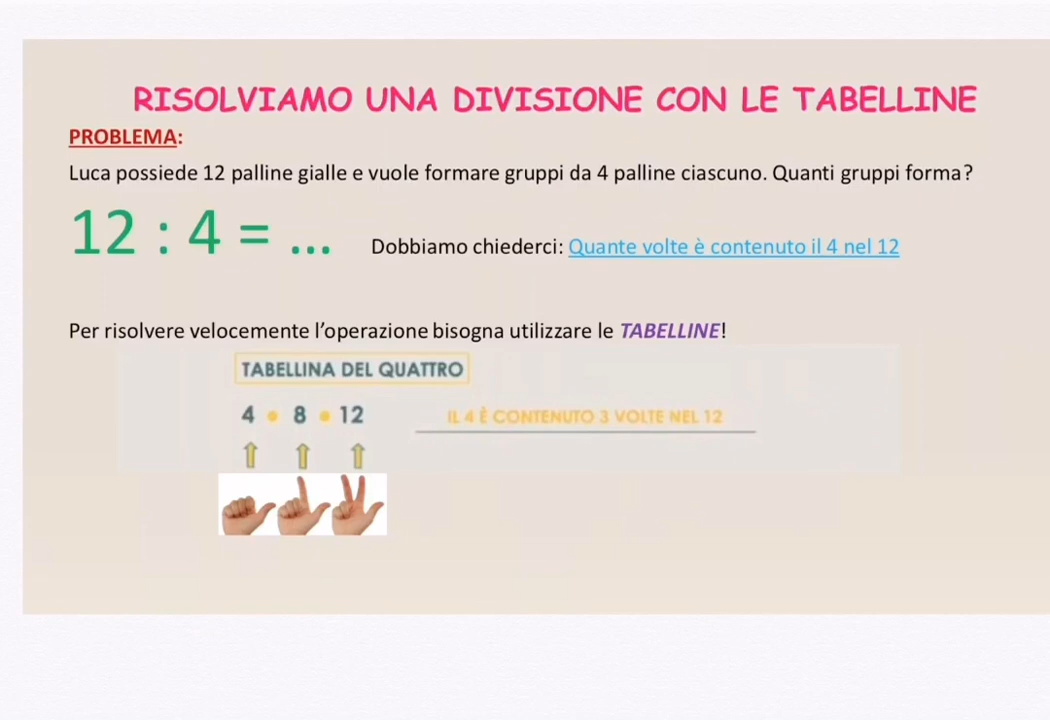 RISOLVIAMO UNA DIVISIONE CON LE TABELLINE
PROBLEMA:
Luca possiede 12 palline gialle e vuole formare gruppi da 4 palline ciascuno. Quanti gruppi forma?
12 : 4 = ... Dobbiamo chiederci: Quante volte è contenuto il 4 nel 12
Per risolvere velocemente l’operazione bisogna utilizzare le TABELLINE!
TABELLINA DEL QUATTRO
4 • 8 • 12 IL 4 È CONTENUTO 3 VOLTE NEL 12